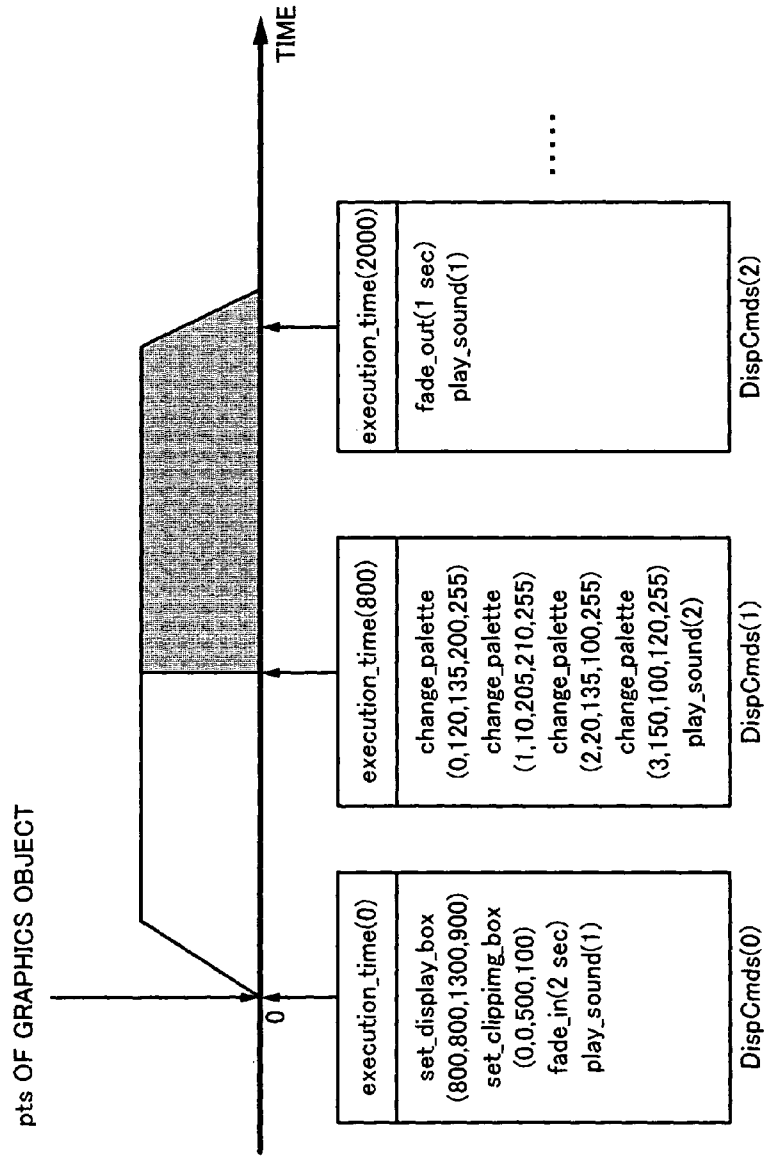 pts OF GRAPHICS OBJECT
0
TIME
execution_time(0)
set_display_box
(800,800,1300,900)
set_clippimg_box
(0,0,500,100)
fade_in(2 sec)
play_sound(1)
DispCmds(0)
execution_time(800)
change_palette
(0,120,135,200,255)
change_palette
(1,10,205,210,255)
change_palette
(2,20,135,100,255)
change_palette
(3,150,100,120,255)
play_sound(2)
DispCmds(1)
execution_time(2000)
fade_out(1 sec)
play_sound(1)
DispCmds(2)
.....